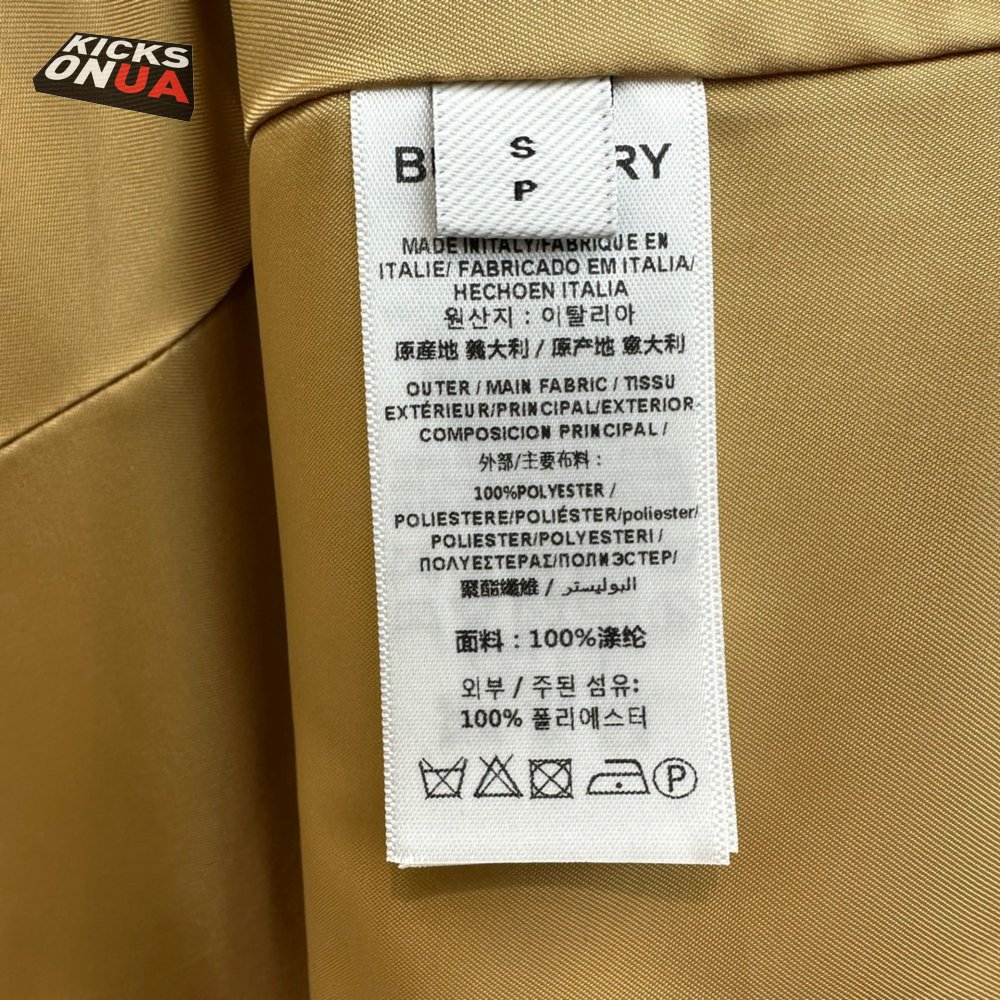 KICKS
ONUA
S
P
B RY
MADE INITALY/FABRIQUE EN
ITALIE/ FABRICADO EM ITALIA/
HECHOEN ITALIA
원산지 : 이탈리아
原産地 義大利 / 原产地 意大利
OUTER / MAIN FABRIC / TISSU
EXTÉRIEUR/PRINCIPAL/EXTERIOR
COMPOSICION PRINCIPAL /
外部/主要布料 :
100%POLYESTER /
POLIESTERE/POLIÉSTER/poliester/
POLIESTER/POLYESTERI /
ΠΟΛΥΕΣΤΕΡΑΣ/ПОЛИЭСТЕР/
聚酯纖維 / البوليستر
面料 : 100%涤纶
외부 / 주된 섬유:
100% 폴리에스터
P